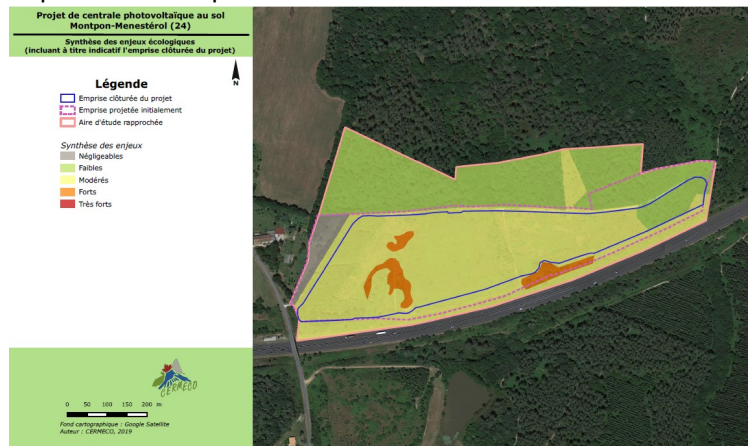 Projet de centrale photovoltaïque au sol
Montpon-Menestérol (24)
Synthèse des enjeux écologiques
(incluant à titre indicatif l'emprise clôturée du projet)
N
Légende
Emprise clôturée du projet
Emprise projetée initialement
Aire d'étude rapprochée
Synthèse des enjeux
Négligeables
Faibles
Modérés
Forts
Très forts
CERMECO
0 50 100 150 200 m
Fond cartographique : Google Satellite
Auteur : CERMECO, 2019